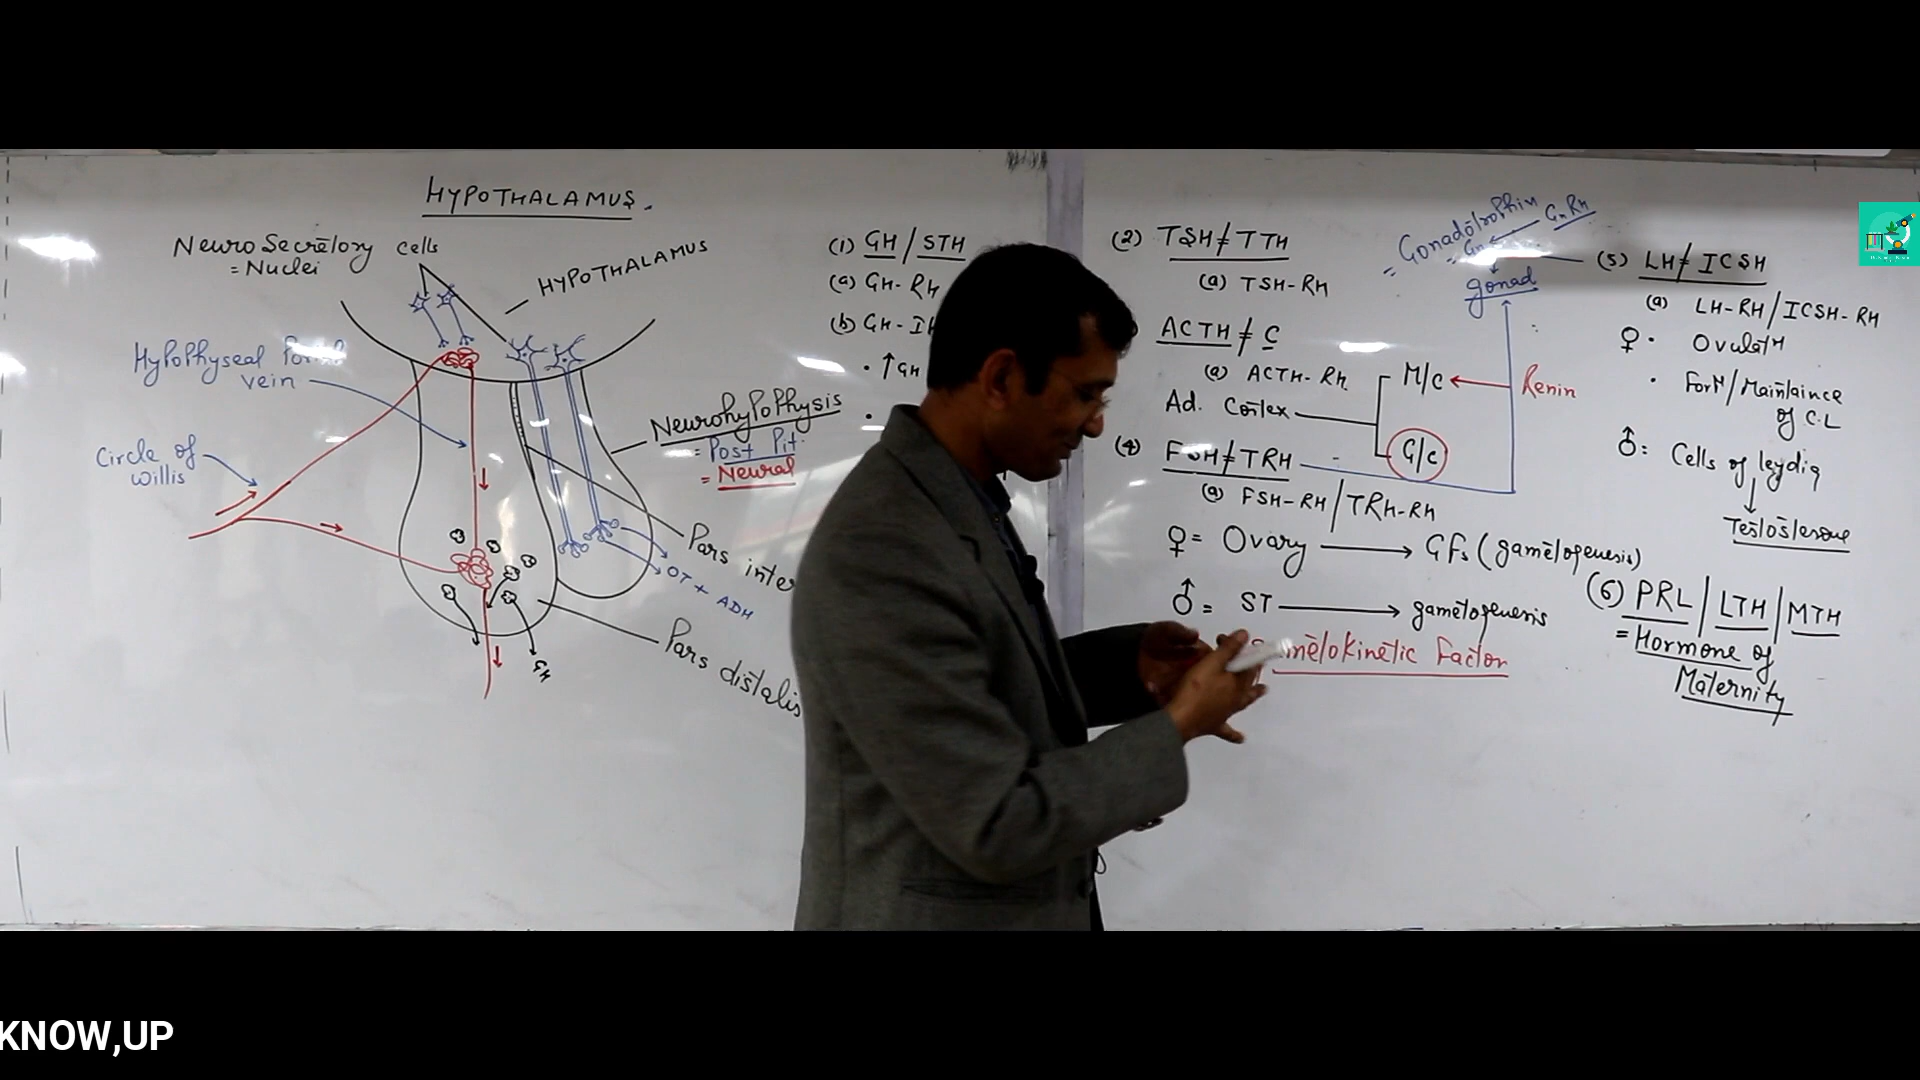 HYPOTHALAMUS
NeuroSecretory cells
= Nuclei
HYPOTHALAMUS
Hypophyseal Portal
vein
Circle of
willis
Neurohypophysis
= Post Pit.
= Neural
Pars inter
OT + ADH
Pars distalis
GH
(1) GH / STH
(a) GH-RH
(b) GH-I
• ↑GH
(2) TSH = TTH
(a) TSH-RH
ACTH = C
(a) ACTH-RH
Ad. Cortex
M/C
G/C
Renin
(4) FSH = TRH
(a) FSH-RH / TRH-RH
♀ = Ovary → GFs (gametogenesis)
♂ = ST → gametogenesis
Gametokinetic Factor
Gonadotrophin
= Gn
GnRH
gonad
(5) LH = ICSH
(a) LH-RH / ICSH-RH
♀ • Ovulatn
• Forn / Maintaince
of C.L
♂ = Cells of leydig
Testosterone
(6) PRL / LTH / MTH
= Hormone of
Maternity
KNOW,UP